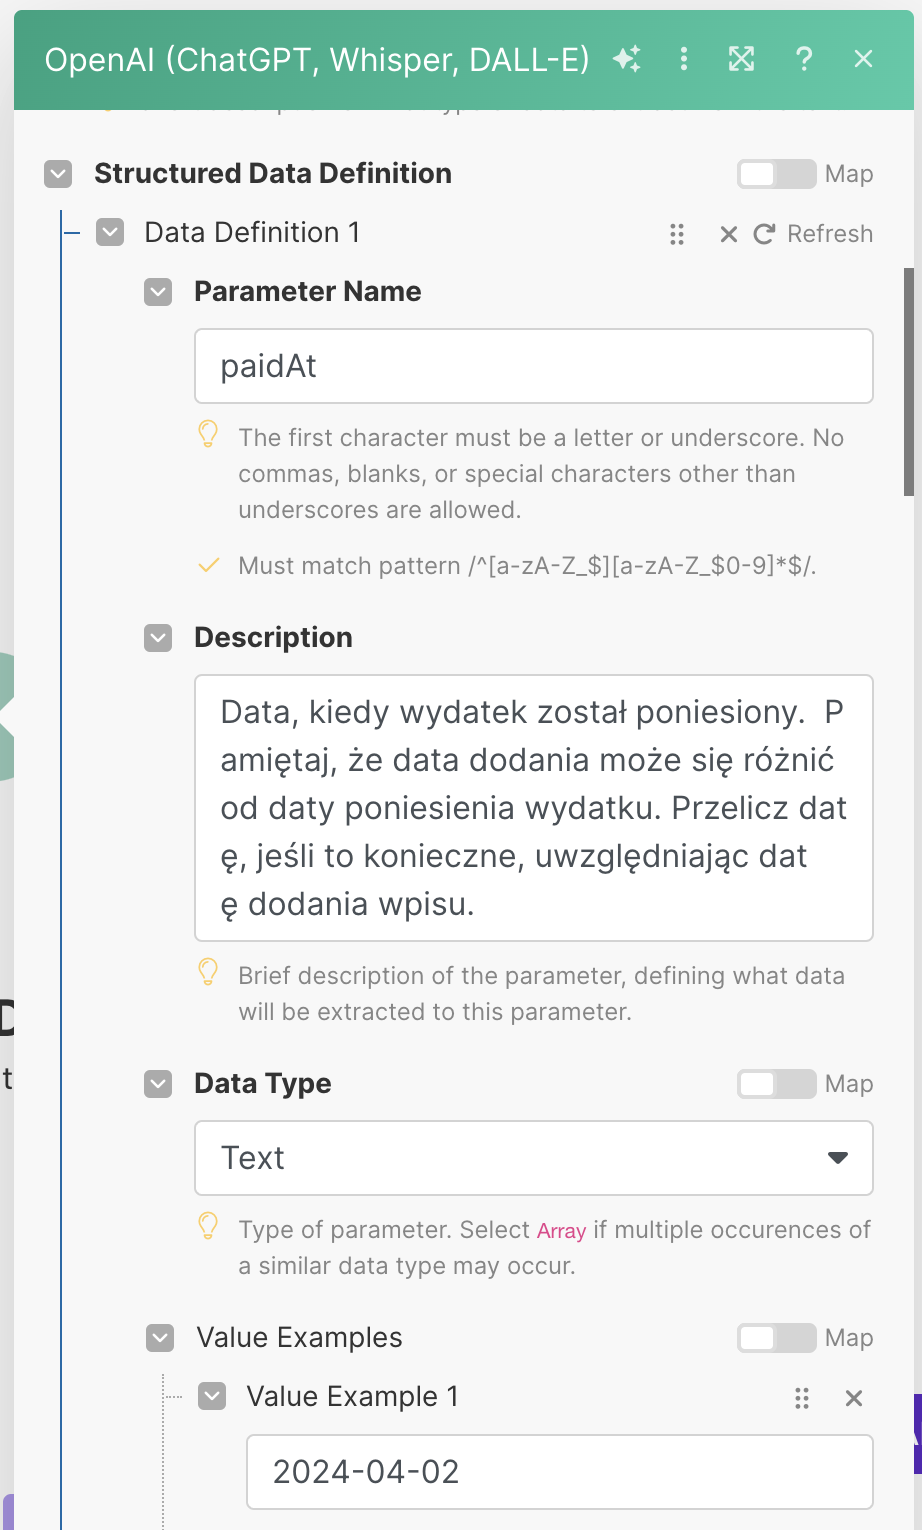 OpenAI (ChatGPT, Whisper, DALL-E)
Structured Data Definition
Map
Data Definition 1
Refresh
Parameter Name
paidAt
The first character must be a letter or underscore. No
commas, blanks, or special characters other than
underscores are allowed.
Must match pattern /^[a-zA-Z_$][a-zA-Z_$0-9]*$/.
Description
Data, kiedy wydatek został poniesiony.  P
amiętaj, że data dodania może się różnić
od daty poniesienia wydatku. Przelicz dat
ę, jeśli to konieczne, uwzględniając dat
ę dodania wpisu.
Brief description of the parameter, defining what data
will be extracted to this parameter.
Data Type
Map
Text
Type of parameter. Select Array if multiple occurences of
a similar data type may occur.
Value Examples
Map
Value Example 1
2024-04-02